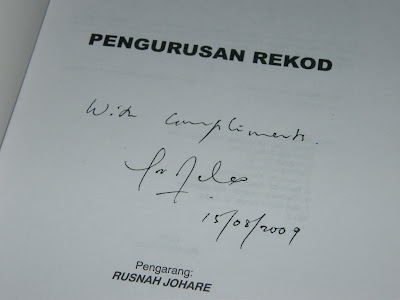 PENGURUSAN REKOD
With compliments.
15/08/2009
Pengarang:
RUSNAH JOHARE